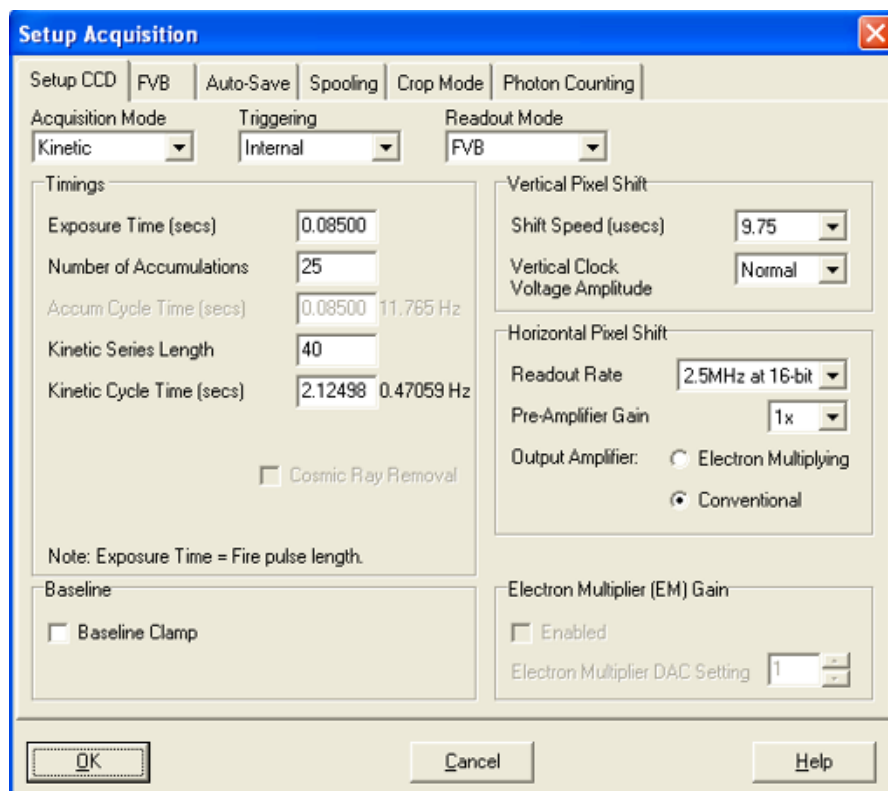 Setup Acquisition
Setup CCD FVB Auto-Save Spooling Crop Mode Photon Counting
Acquisition Mode Triggering Readout Mode
Kinetic Internal FVB
Timings
Exposure Time (secs) 0.08500
Number of Accumulations 25
Accum Cycle Time (secs) 0.08500 11.765 Hz
Kinetic Series Length 40
Kinetic Cycle Time (secs) 2.12498 0.47059 Hz
Cosmic Ray Removal
Note: Exposure Time = Fire pulse length.
Vertical Pixel Shift
Shift Speed (usecs) 9.75
Vertical Clock
Voltage Amplitude Normal
Horizontal Pixel Shift
Readout Rate 2.5MHz at 16-bit
Pre-Amplifier Gain 1x
Output Amplifier: Electron Multiplying
Conventional
Baseline
Baseline Clamp
Electron Multiplier (EM) Gain
Enabled
Electron Multiplier DAC Setting 1
OK Cancel Help